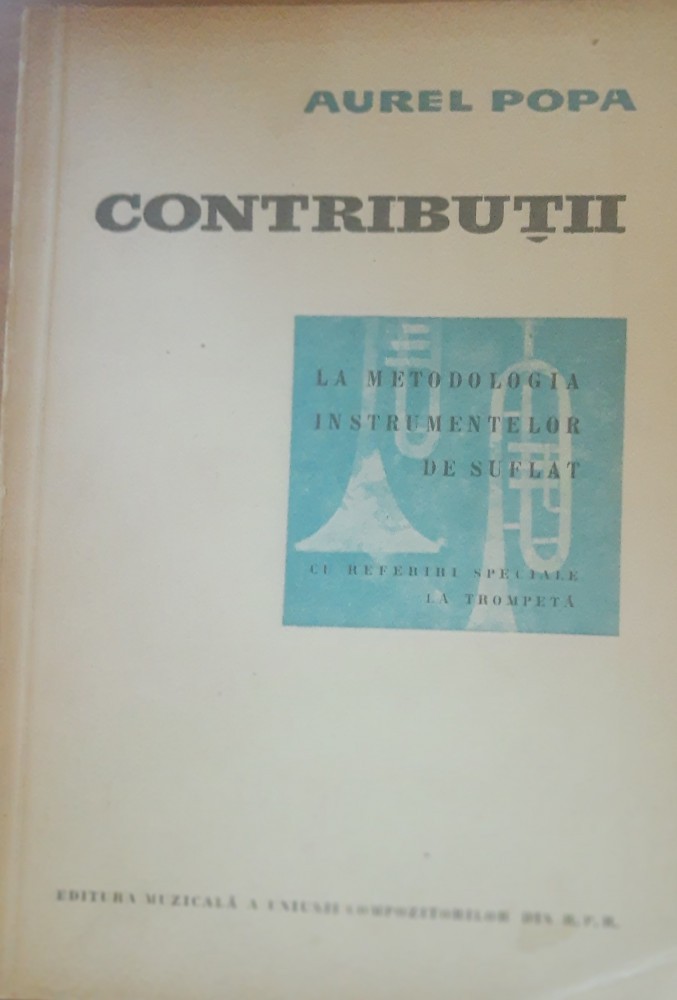 AUREL POPA
CONTRIBUȚII
LA METODOLOGIA
INSTRUMENTELOR
DE SUFLAT
CU REFERIRI SPECIALE
LA TROMPETĂ
EDITURA MUZICALĂ A UNIUNII COMPOZITORILOR DIN R.P.R.